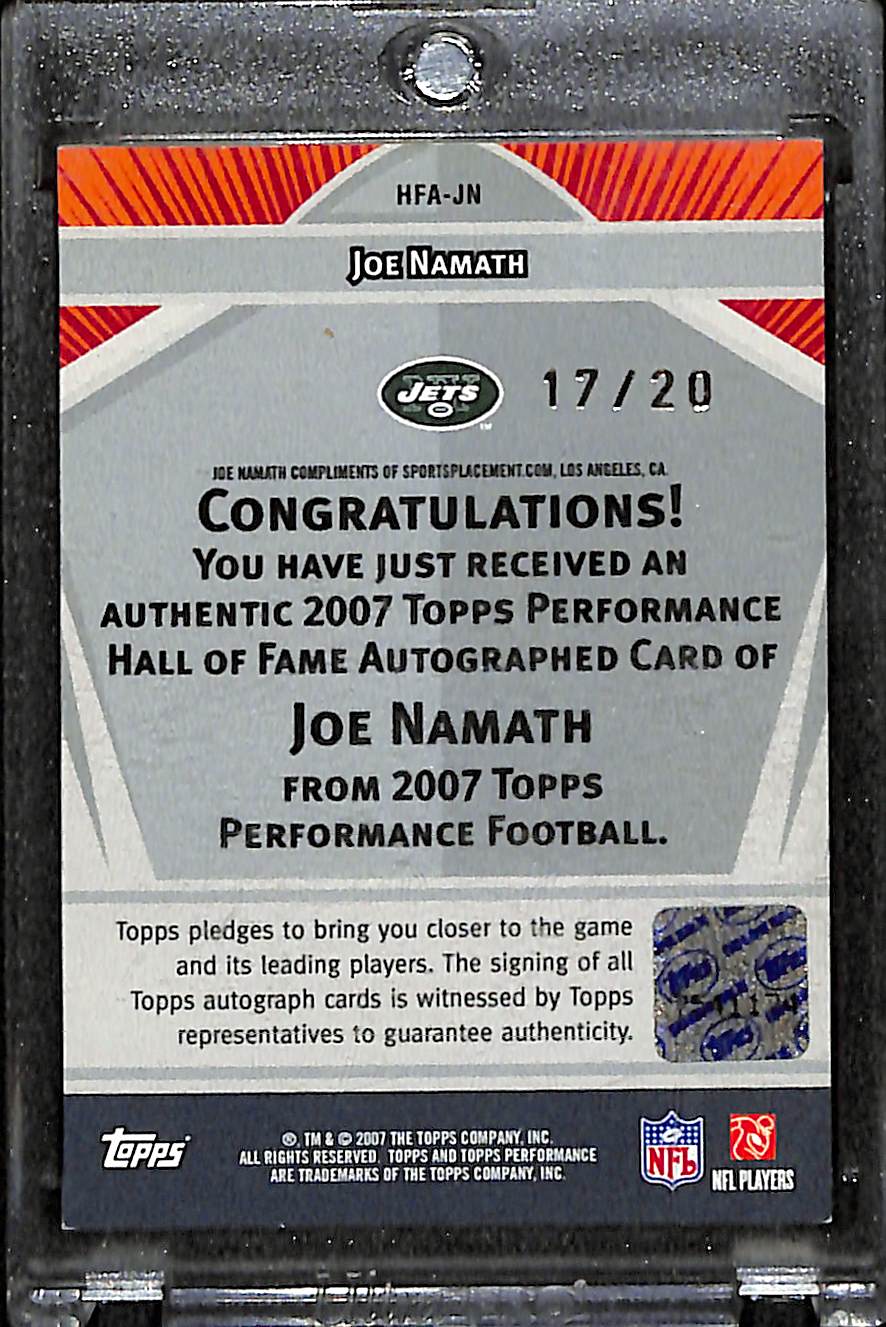 HFA-JN
JOE NAMATH
JETS
17/20
JOE NAMATH COMPLIMENTS OF SPORTSPLACEMENT.COM, LOS ANGELES, CA.
CONGRATULATIONS!
YOU HAVE JUST RECEIVED AN
AUTHENTIC 2007 TOPPS PERFORMANCE
HALL OF FAME AUTOGRAPHED CARD OF
JOE NAMATH
FROM 2007 TOPPS
PERFORMANCE FOOTBALL.
Topps pledges to bring you closer to the game
and its leading players. The signing of all
Topps autograph cards is witnessed by Topps
representatives to guarantee authenticity.
topps
®, TM & © 2007 THE TOPPS COMPANY, INC.
ALL RIGHTS RESERVED. TOPPS AND TOPPS PERFORMANCE
ARE TRADEMARKS OF THE TOPPS COMPANY, INC.
NFL
NFL PLAYERS